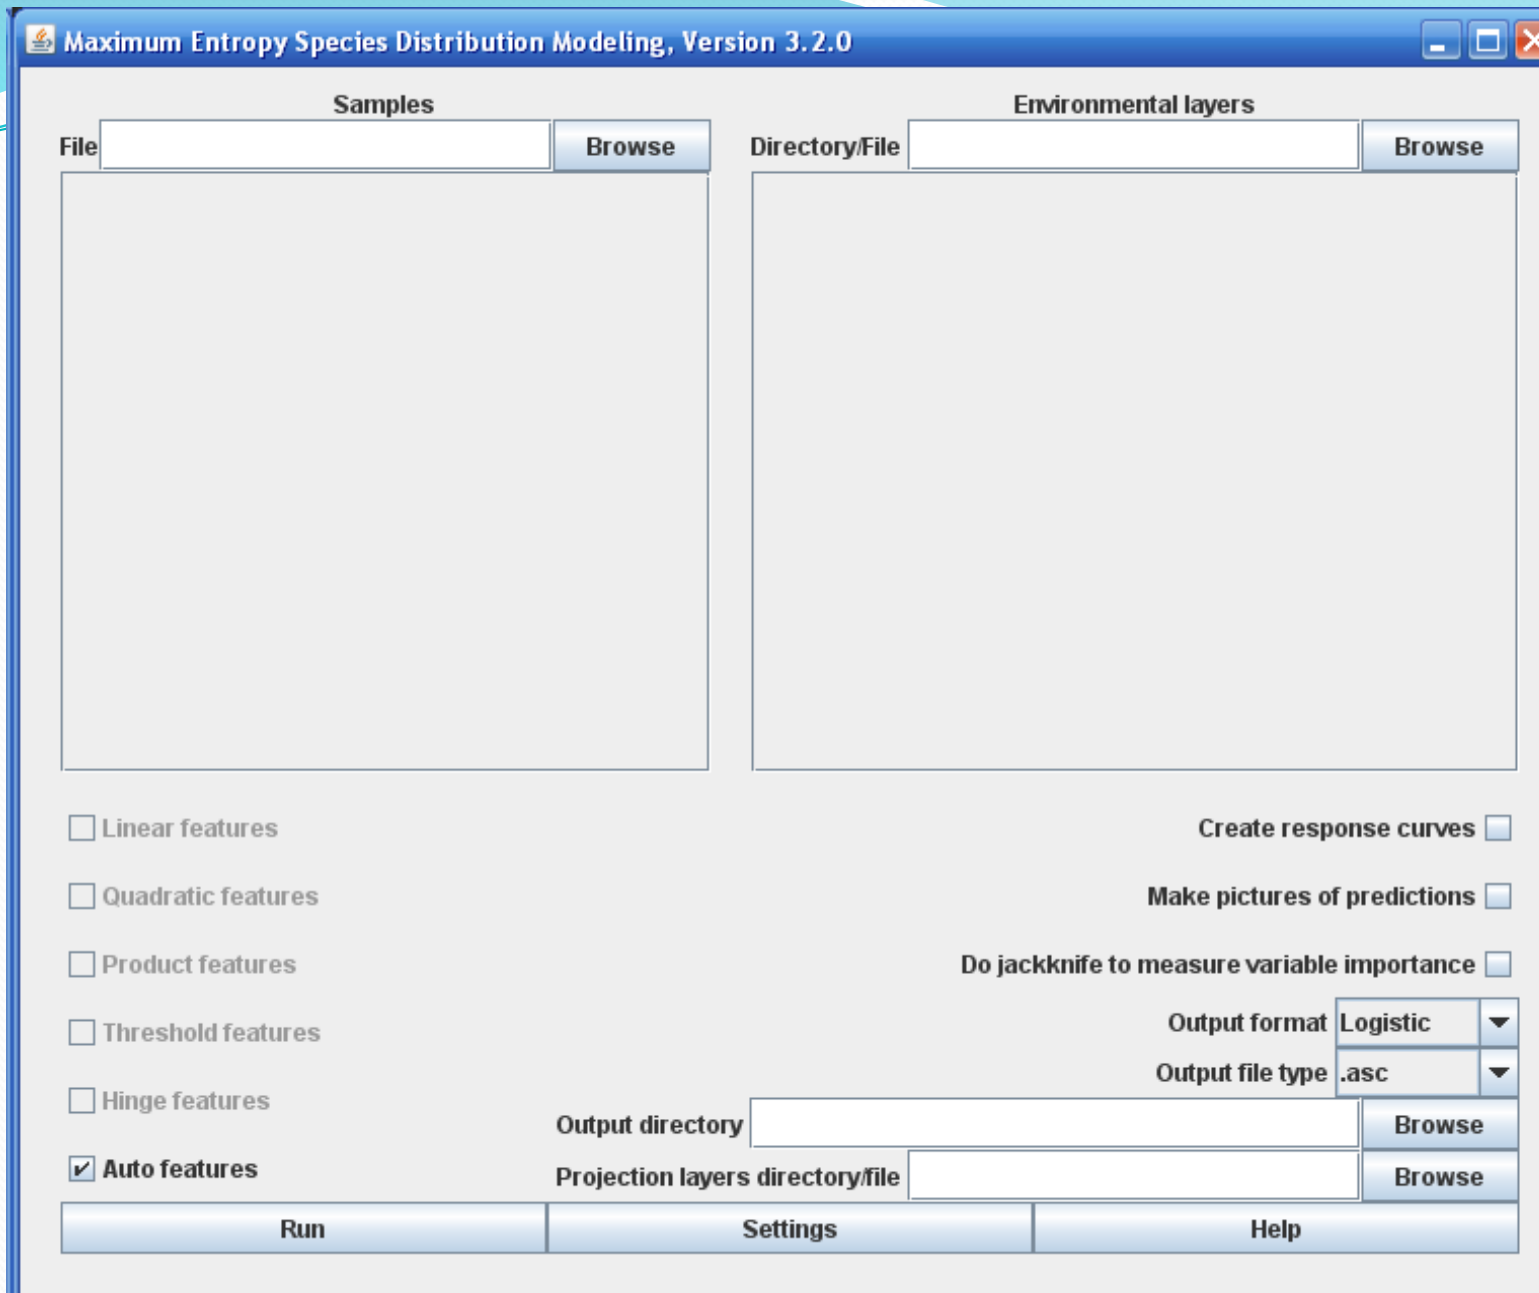 Maximum Entropy Species Distribution Modeling, Version 3.2.0
Samples
File
Browse
Environmental layers
Directory/File
Browse
Linear features
Quadratic features
Product features
Threshold features
Hinge features
Auto features
Create response curves
Make pictures of predictions
Do jackknife to measure variable importance
Output format Logistic
Output file type .asc
Output directory
Browse
Projection layers directory/file
Browse
Run
Settings
Help